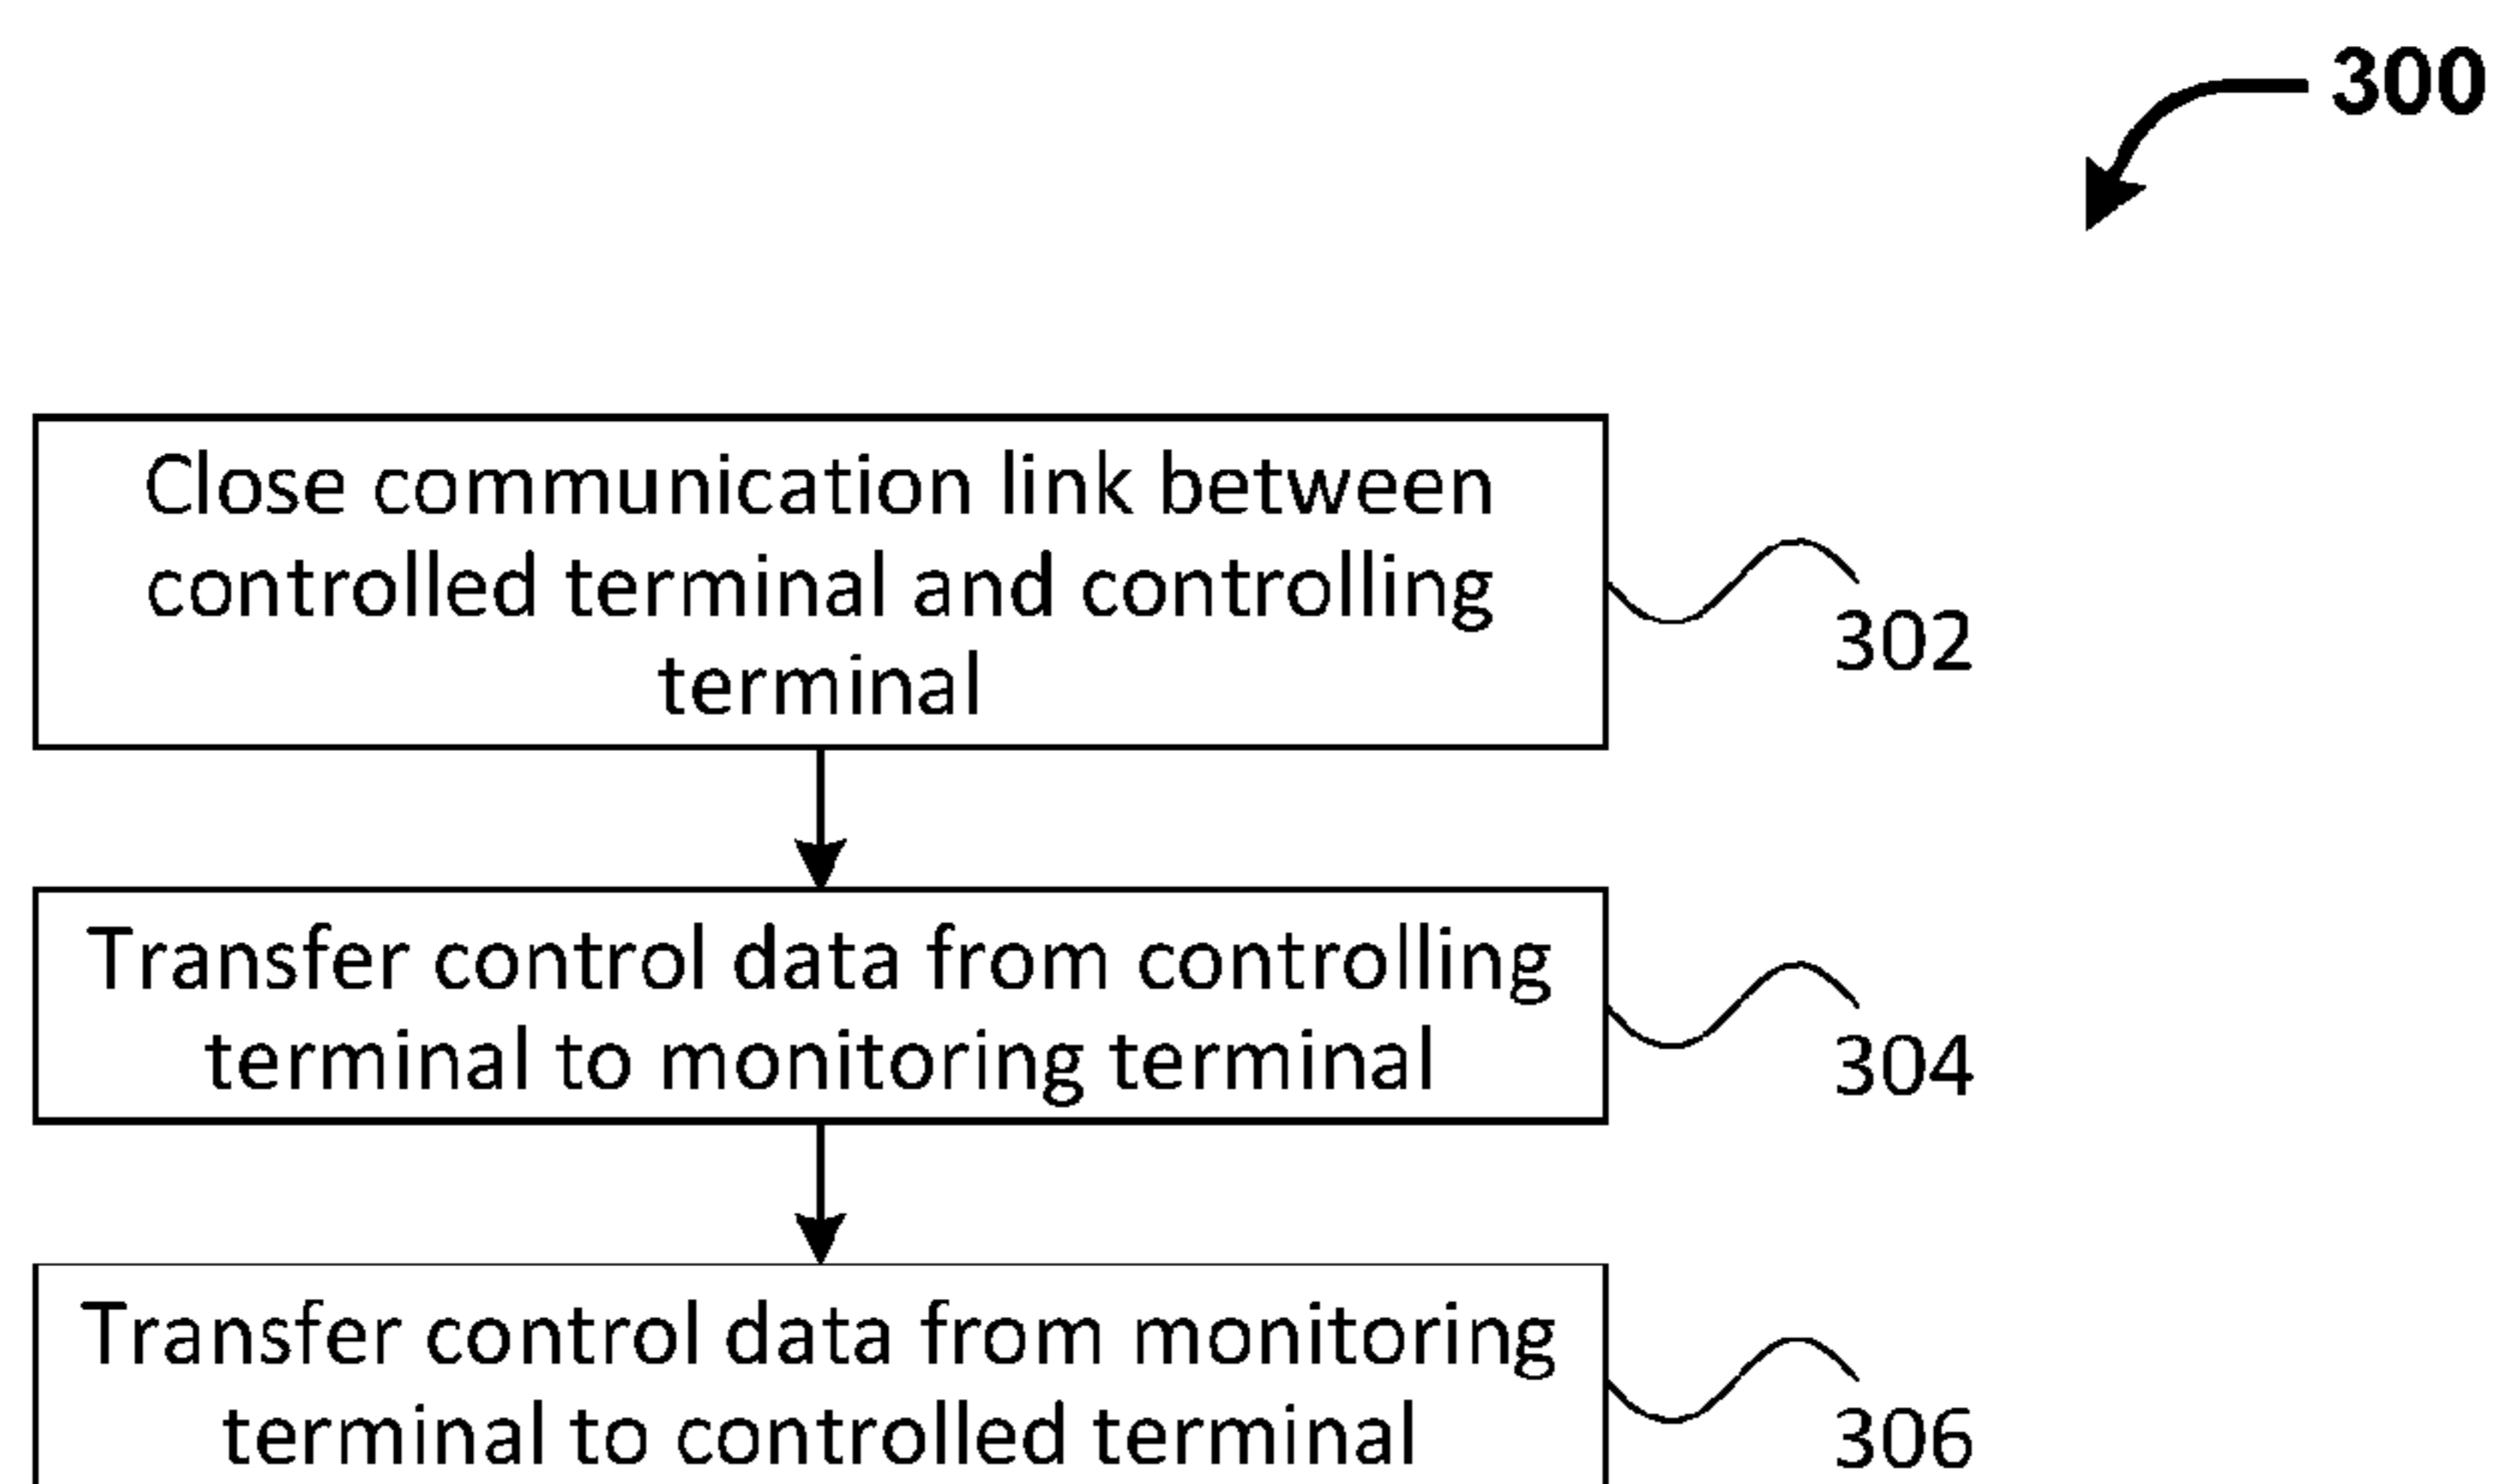 300
Close communication link between
controlled terminal and controlling
terminal
302
Transfer control data from controlling
terminal to monitoring terminal
304
Transfer control data from monitoring
terminal to controlled terminal
306